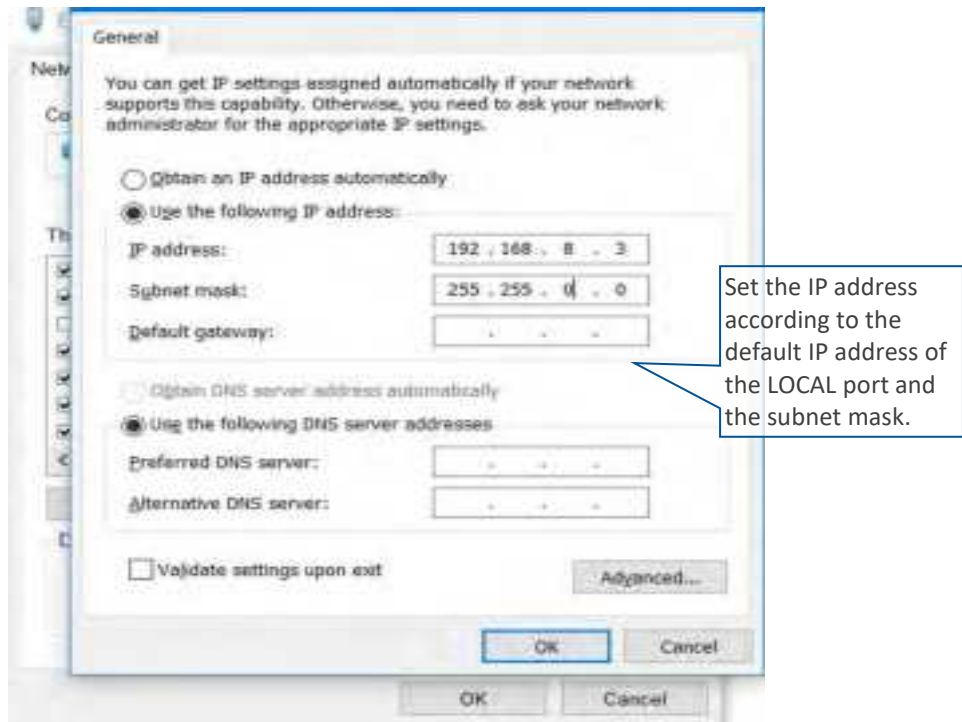 General
Netw
You can get IP settings assigned automatically if your network
supports this capability. Otherwise, you need to ask your network
administrator for the appropriate IP settings.
Co
Obtain an IP address automatically
Use the following IP address:
Th
IP address: 192 . 168 . 8 . 3
Subnet mask: 255 . 255 . 0 . 0
Default gateway: . . .
Set the IP address
according to the
default IP address of
the LOCAL port and
the subnet mask.
Obtain DNS server address automatically
Use the following DNS server addresses
Preferred DNS server: . . .
Alternative DNS server: . . .
Validate settings upon exit
Advanced...
OK Cancel
OK Cancel